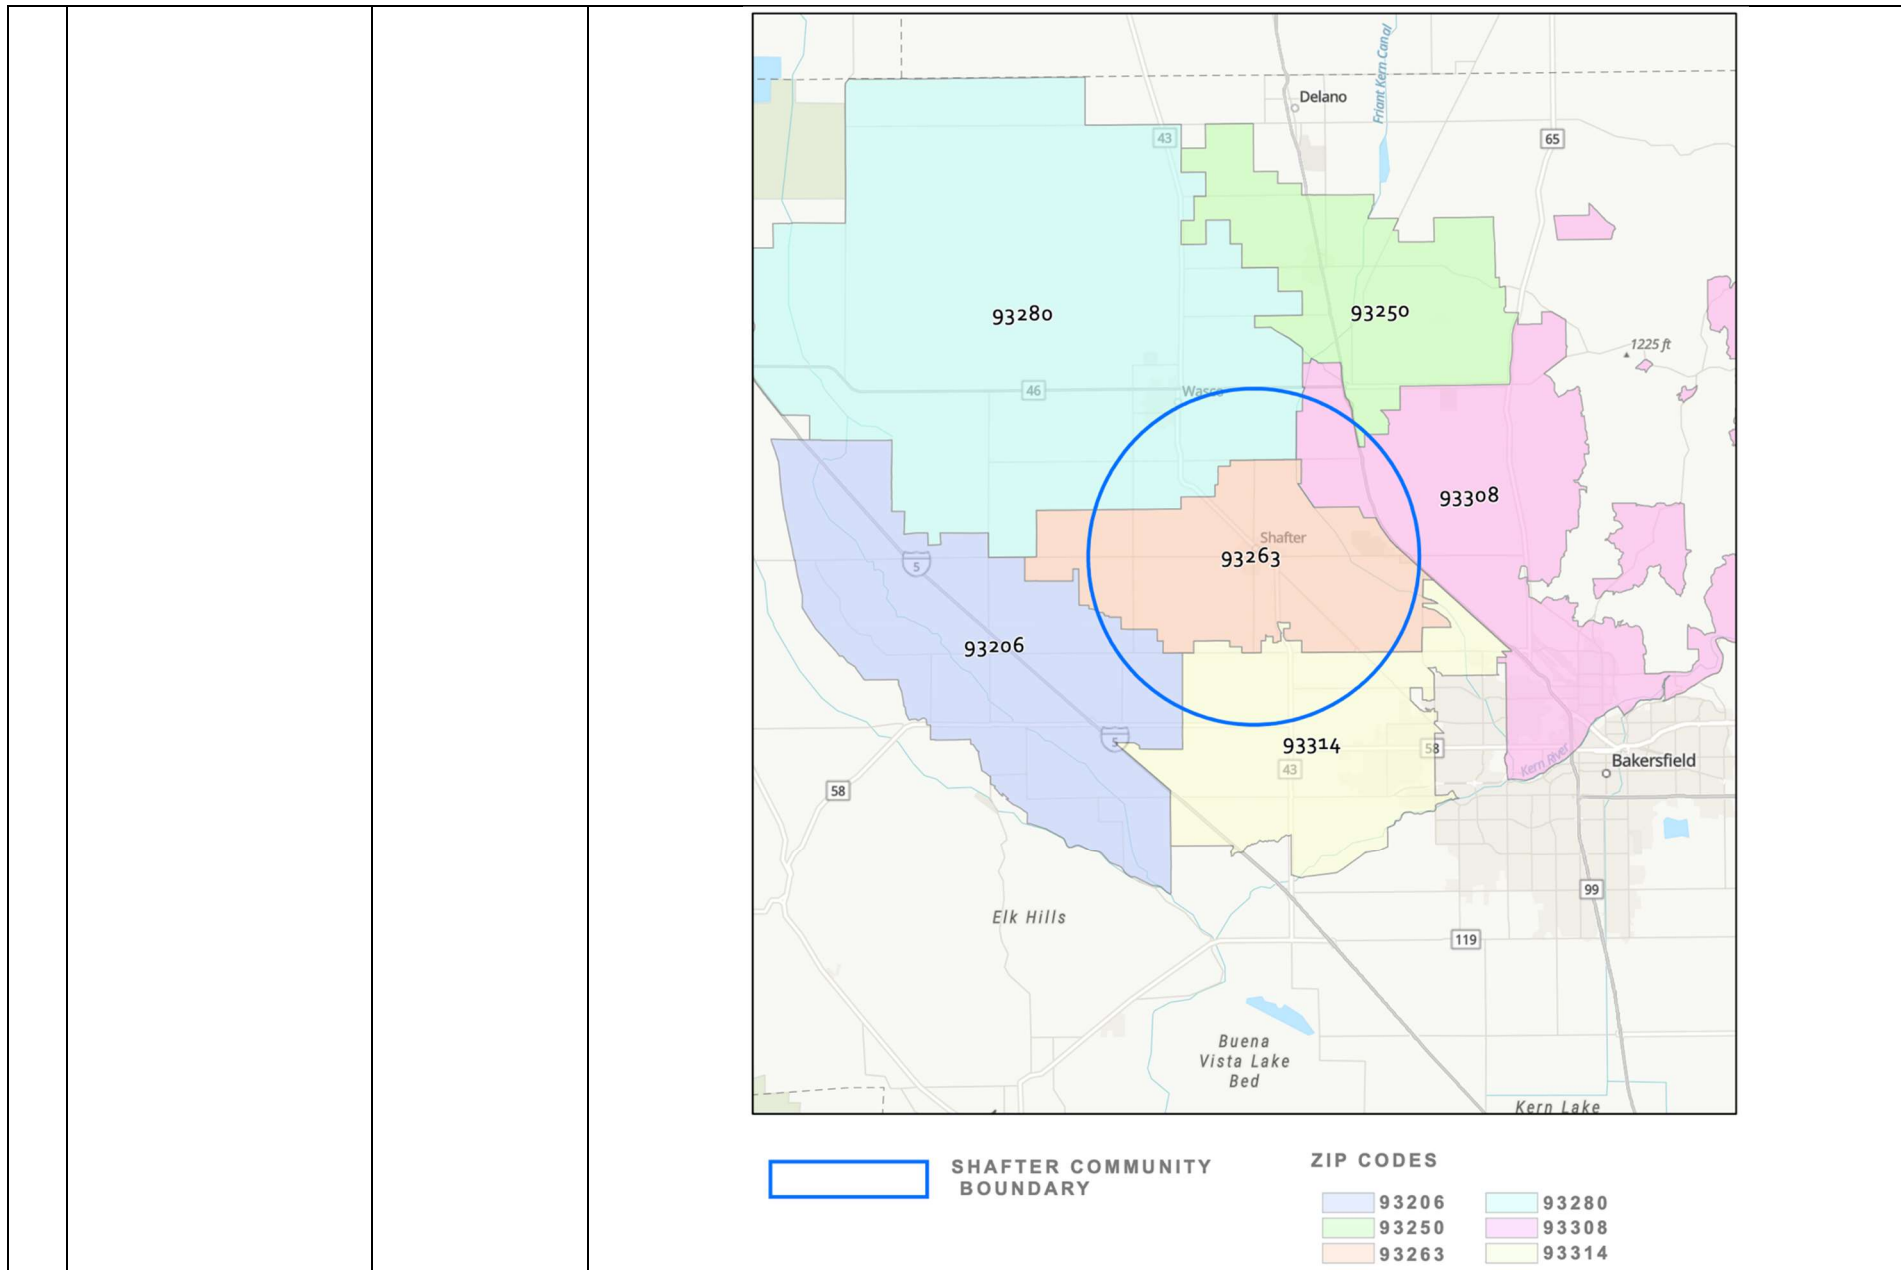 Friant Kern Canal
Delano
43
65
93280
93250
1225 ft
46
Wasco
93308
Shafter
93263
5
93206
5
93314
58
43
Kern River
Bakersfield
58
99
Elk Hills
119
Buena
Vista Lake
Bed
Kern Lake
SHAFTER COMMUNITY
BOUNDARY
ZIP CODES
93206
93280
93250
93308
93263
93314